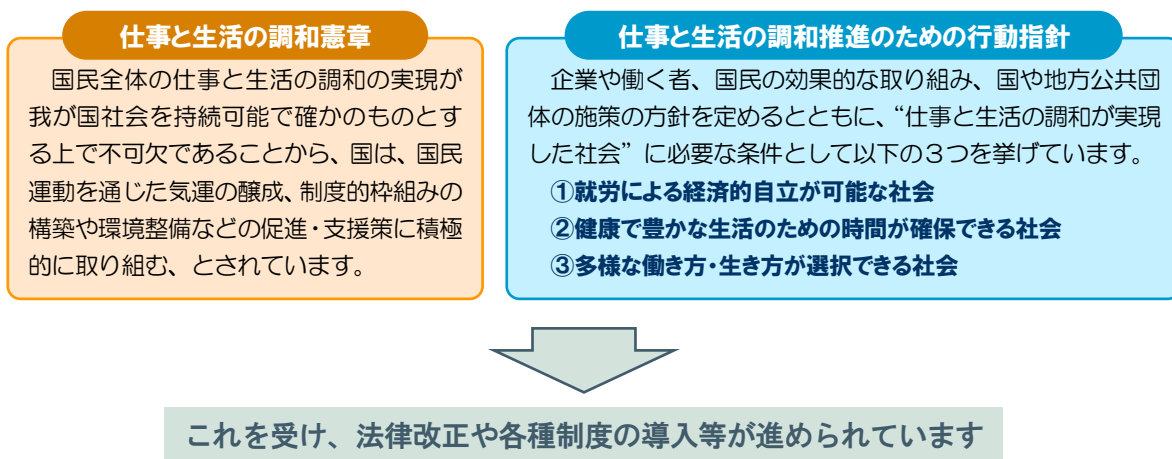 仕事と生活の調和憲章
国民全体の仕事と生活の調和の実現が
我が国社会を持続可能で確かのものとす
る上で不可欠であることから、国は、国民
運動を通じた気運の醸成、制度的枠組みの
構築や環境整備などの促進・支援策に積極
的に取り組む、とされています。
仕事と生活の調和推進のための行動指針
企業や働く者、国民の効果的な取り組み、国や地方公共団
体の施策の方針を定めるとともに、“仕事と生活の調和が実現
した社会”に必要な条件として以下の3つを挙げています。
①就労による経済的自立が可能な社会
②健康で豊かな生活のための時間が確保できる社会
③多様な働き方・生き方が選択できる社会
これを受け、法律改正や各種制度の導入等が進められています